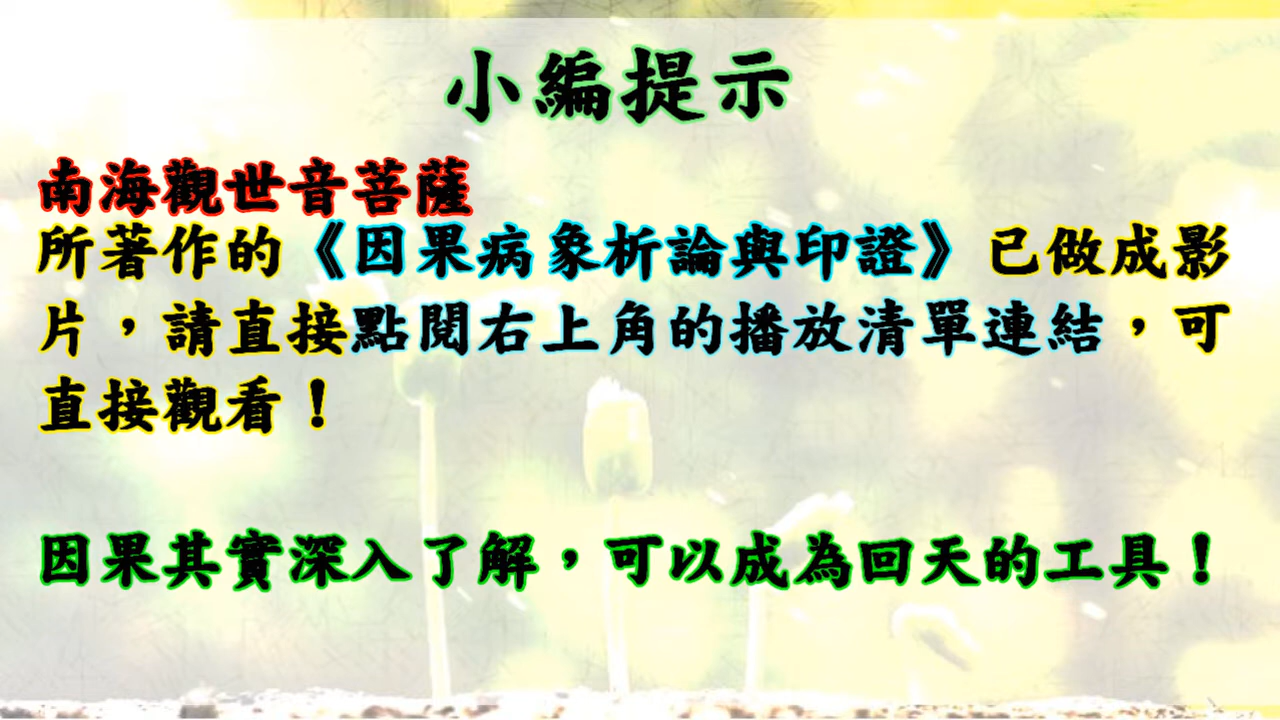 小編提示
南海觀世音菩薩
所著作的《因果病象析論與印證》已做成影
片，請直接點閱右上角的播放清單連結，可
直接觀看！
因果其實深入了解，可以成為回天的工具！